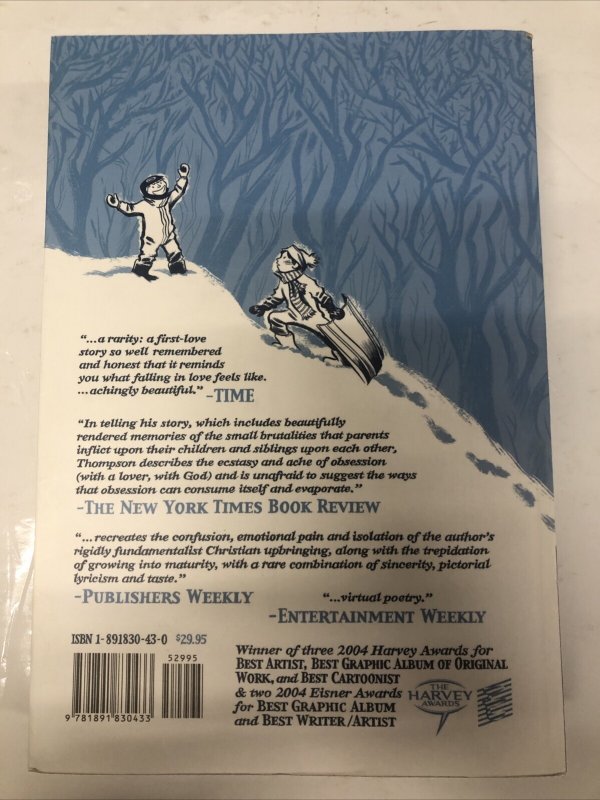 “...a rarity: a first-love
story so well remembered
and honest that it reminds
you what falling in love feels like.
...achingly beautiful.” –TIME
“In telling his story, which includes beautifully
rendered memories of the small brutalities that parents
inflict upon their children and siblings upon each other,
Thompson describes the ecstasy and ache of obsession
(with a lover, with God) and is unafraid to suggest the ways
that obsession can consume itself and evaporate.”
–THE NEW YORK TIMES BOOK REVIEW
“...recreates the confusion, emotional pain and isolation of the author’s
rigidly fundamentalist Christian upbringing, along with the trepidation
of growing into maturity, with a rare combination of sincerity, pictorial
lyricism and taste.”
–PUBLISHERS WEEKLY
“...virtual poetry.”
–ENTERTAINMENT WEEKLY
ISBN 1-891830-43-0 $29.95
52995
9 781891 830433
Winner of three 2004 Harvey Awards for
BEST ARTIST, BEST GRAPHIC ALBUM OF ORIGINAL
WORK, and BEST CARTOONIST
& two 2004 Eisner Awards
for BEST GRAPHIC ALBUM
and BEST WRITER/ARTIST
THE
HARVEY
AWARDS